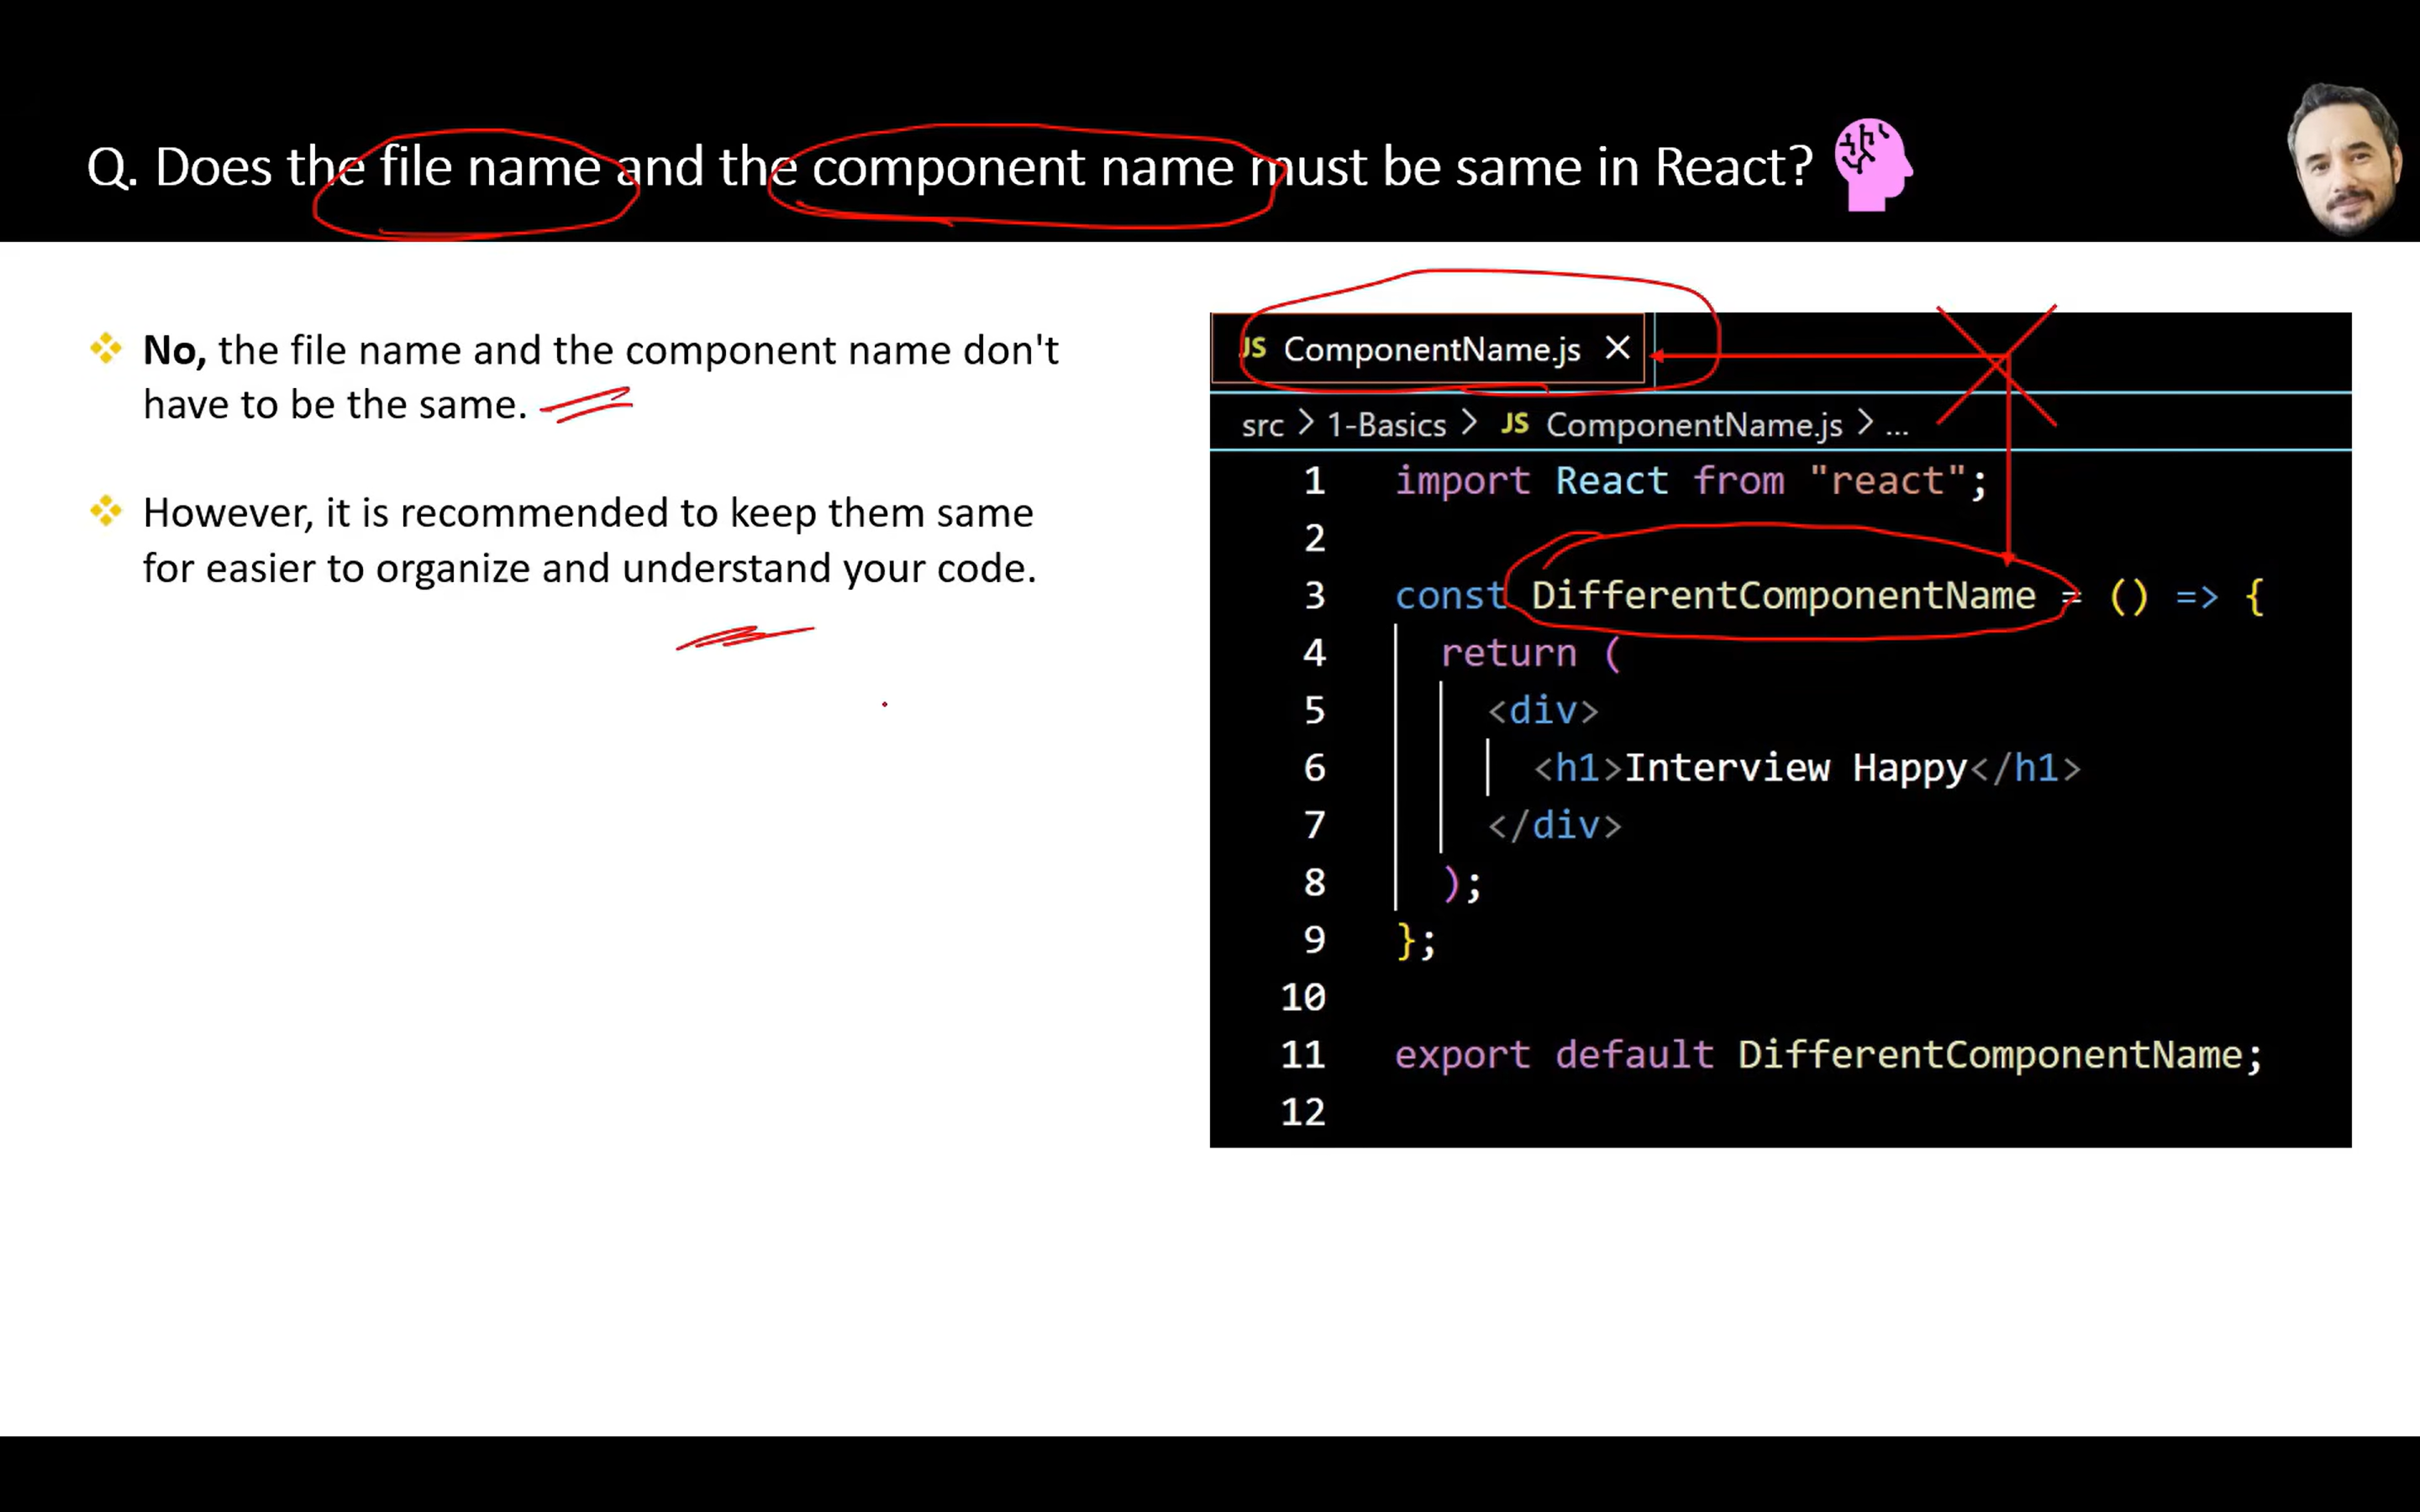 Q. Does the file name and the component name must be same in React?
No, the file name and the component name don't
have to be the same.
However, it is recommended to keep them same
for easier to organize and understand your code.
JS ComponentName.js ×
src > 1-Basics > JS ComponentName.js > ...
1 import React from "react";
2
3 const DifferentComponentName = () => {
4 return (
5 <div>
6 <h1>Interview Happy</h1>
7 </div>
8 );
9 };
10
11 export default DifferentComponentName;
12